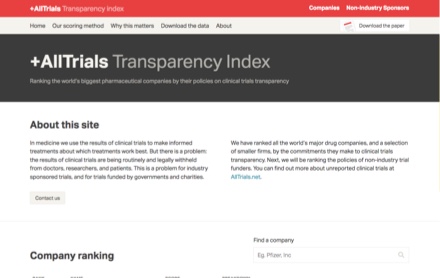 +AllTrials Transparency Index
Companies Non-Industry Sponsors
Home Our scoring method Why this matters Download the data About
Download the paper
+AllTrials Transparency Index
Ranking the world's biggest pharmaceutical companies by their policies on clinical trials transparency
About this site
In medicine we use the results of clinical trials to make informed
treatments about which treatments work best. But there is a problem:
the results of clinical trials are being routinely and legally withheld
from doctors, researchers, and patients. This is a problem for industry
sponsored trials, and for trials funded by governments and charities.
We have ranked all the world's major drug companies, and a selection
of smaller firms, by the commitments they make to clinical trials
transparency. Next, we will be ranking the policies of non-industry trial
funders. You can find out more about unreported clinical trials at
AllTrials.net.
Contact us
Company ranking
Find a company
Eg. Pfizer, Inc